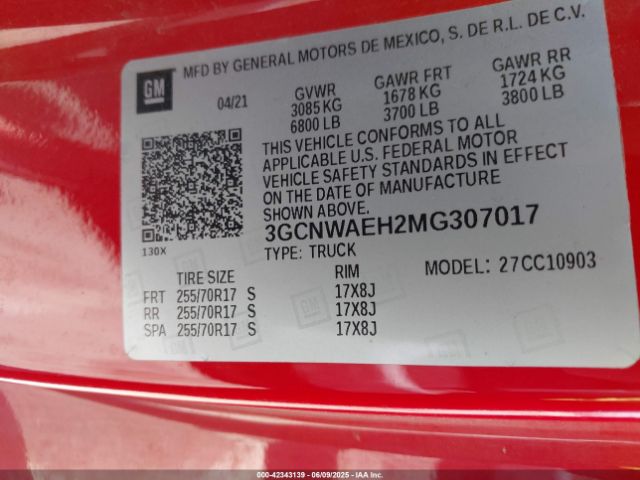 MFD BY GENERAL MOTORS DE MEXICO, S. DE R.L. DE C.V.
GM
04/21
GVWR
3085 KG
6800 LB
GAWR FRT
1678 KG
3700 LB
GAWR RR
1724 KG
3800 LB
THIS VEHICLE CONFORMS TO ALL
APPLICABLE U.S. FEDERAL MOTOR
VEHICLE SAFETY STANDARDS IN EFFECT
ON THE DATE OF MANUFACTURE
SHOWN ABOVE.
130X
3GCNWAEH2MG307017
TYPE: TRUCK
MODEL: 27CC10903
TIRE SIZE RIM
FRT 255/70R17 S 17X8J
RR 255/70R17 S 17X8J
SPA 255/70R17 S 17X8J
00-42343139 - 06/09/2025 - IAAI.CA